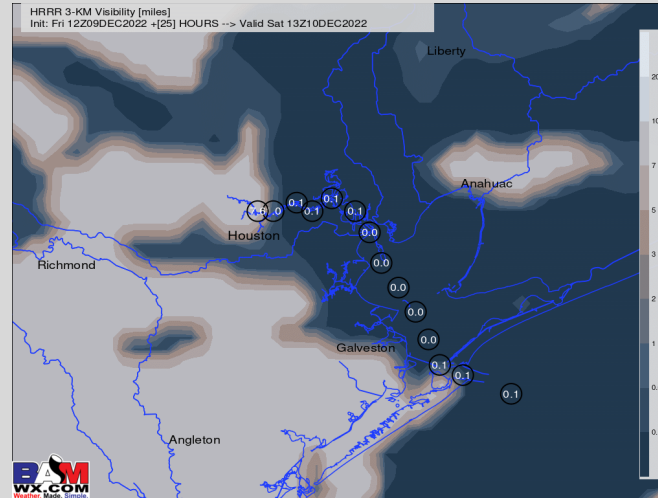 HRRR 3-KM Visibility [miles]
Init: Fri 12Z09DEC2022 +[25] HOURS --> Valid Sat 13Z10DEC2022
Liberty
20
10
7
Anahuac
0.1
0.1
0.1
0.1
5
Houston
0.0
Richmond
0.0
3
0.0
2
0.0
0.0
1
Galveston
0.1
0.1
0.1
Angleton
BAM
WX.COM
Weather. Made. Simple.